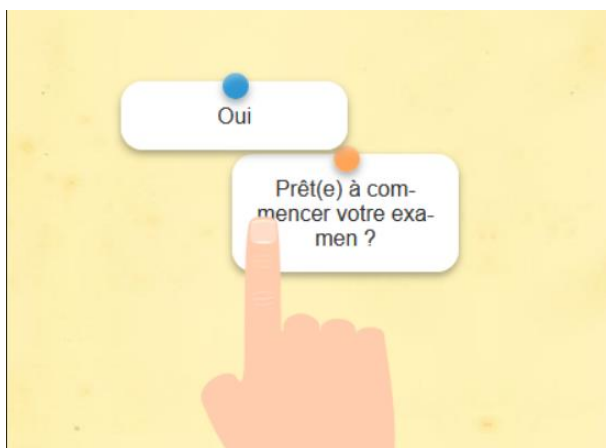 Oui
Prêt(e) à com-
mencer votre exa-
men ?